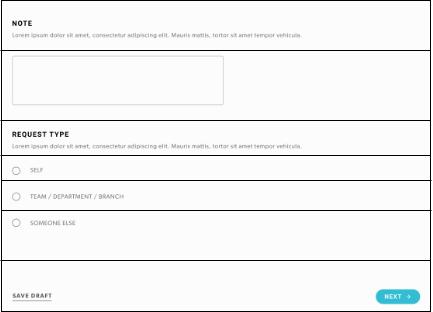 NOTE
Lorem ipsum dolor sit amet, consectetur adipiscing elit. Mauris mattis, tortor sit amet tempor vehicula.
REQUEST TYPE
Lorem ipsum dolor sit amet, consectetur adipiscing elit. Mauris mattis, tortor sit amet tempor vehicula.
SELF
TEAM / DEPARTMENT / BRANCH
SOMEONE ELSE
SAVE DRAFT
NEXT →